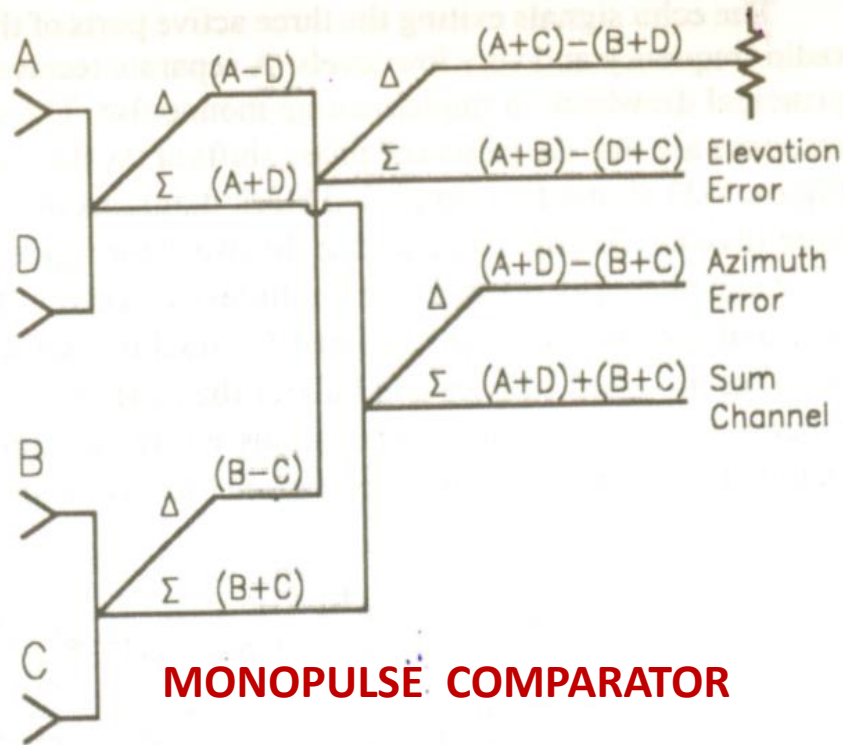 A
D
B
C
Δ
(A−D)
Σ (A+D)
Δ
(B−C)
Σ (B+C)
Δ
(A+C)−(B+D)
Σ (A+B)−(D+C) Elevation
Error
Δ
(A+D)−(B+C) Azimuth
Error
Σ (A+D)+(B+C) Sum
Channel
MONOPULSE COMPARATOR